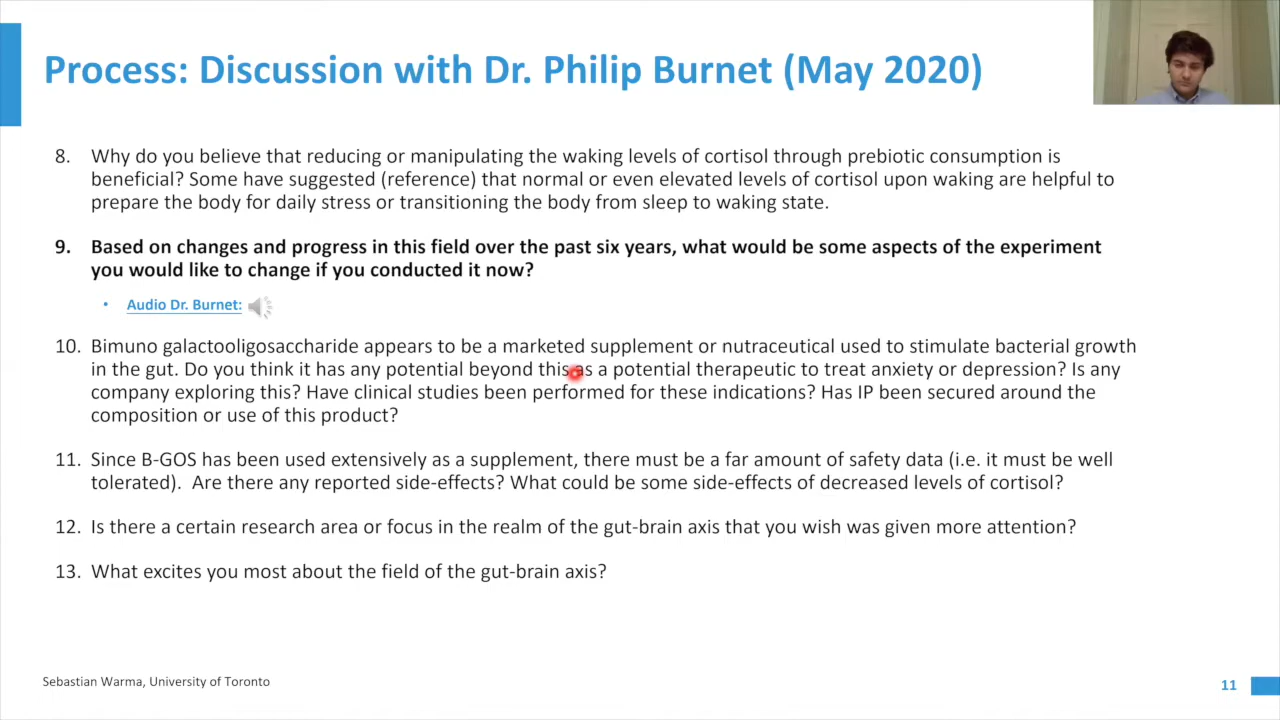 Process: Discussion with Dr. Philip Burnet (May 2020)
8. Why do you believe that reducing or manipulating the waking levels of cortisol through prebiotic consumption is
beneficial? Some have suggested (reference) that normal or even elevated levels of cortisol upon waking are helpful to
prepare the body for daily stress or transitioning the body from sleep to waking state.
9. Based on changes and progress in this field over the past six years, what would be some aspects of the experiment
you would like to change if you conducted it now?
• Audio Dr. Burnet:
10. Bimuno galactooligosaccharide appears to be a marketed supplement or nutraceutical used to stimulate bacterial growth
in the gut. Do you think it has any potential beyond this as a potential therapeutic to treat anxiety or depression? Is any
company exploring this? Have clinical studies been performed for these indications? Has IP been secured around the
composition or use of this product?
11. Since B-GOS has been used extensively as a supplement, there must be a far amount of safety data (i.e. it must be well
tolerated). Are there any reported side-effects? What could be some side-effects of decreased levels of cortisol?
12. Is there a certain research area or focus in the realm of the gut-brain axis that you wish was given more attention?
13. What excites you most about the field of the gut-brain axis?
Sebastian Warma, University of Toronto
11